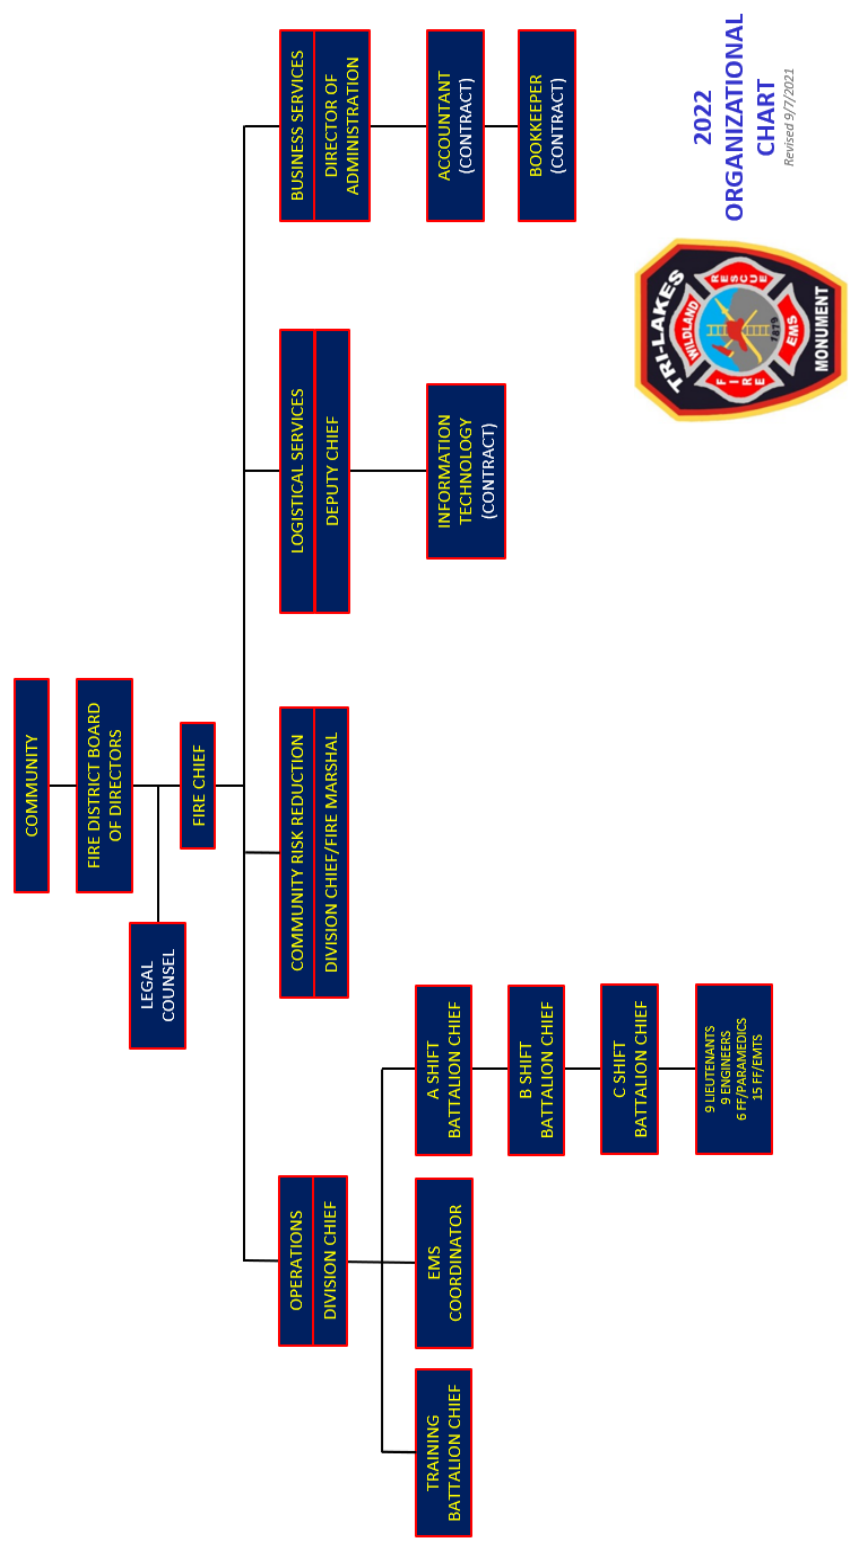 COMMUNITY
FIRE DISTRICT BOARD
OF DIRECTORS
LEGAL
COUNSEL
FIRE CHIEF
OPERATIONS
DIVISION CHIEF
COMMUNITY RISK REDUCTION
DIVISION CHIEF/FIRE MARSHAL
LOGISTICAL SERVICES
DEPUTY CHIEF
BUSINESS SERVICES
DIRECTOR OF
ADMINISTRATION
TRAINING
BATTALION CHIEF
EMS
COORDINATOR
A SHIFT
BATTALION CHIEF
B SHIFT
BATTALION CHIEF
C SHIFT
BATTALION CHIEF
9 LIEUTENANTS
9 ENGINEERS
6 FF/PARAMEDICS
15 FF/EMTS
INFORMATION
TECHNOLOGY
(CONTRACT)
ACCOUNTANT
(CONTRACT)
BOOKKEEPER
(CONTRACT)
TRI-LAKES
WILDLAND
FIRE
RESCUE
1879
EMS
MONUMENT
2022
ORGANIZATIONAL
CHART
Revised 9/7/2021